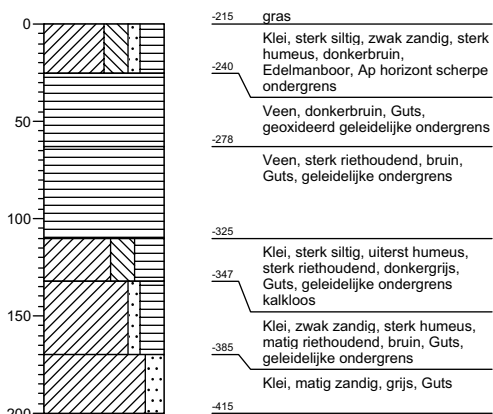 0
50
100
150
200
-215
gras
Klei, sterk siltig, zwak zandig, sterk
humeus, donkerbruin,
Edelmanboor, Ap horizont scherpe
ondergrens
-240
Veen, donkerbruin, Guts,
geoxideerd geleidelijke ondergrens
-278
Veen, sterk riethoudend, bruin,
Guts, geleidelijke ondergrens
-325
Klei, sterk siltig, uiterst humeus,
sterk riethoudend, donkergrijs,
Guts, geleidelijke ondergrens
kalkloos
-347
Klei, zwak zandig, sterk humeus,
matig riethoudend, bruin, Guts,
geleidelijke ondergrens
-385
Klei, matig zandig, grijs, Guts
-415